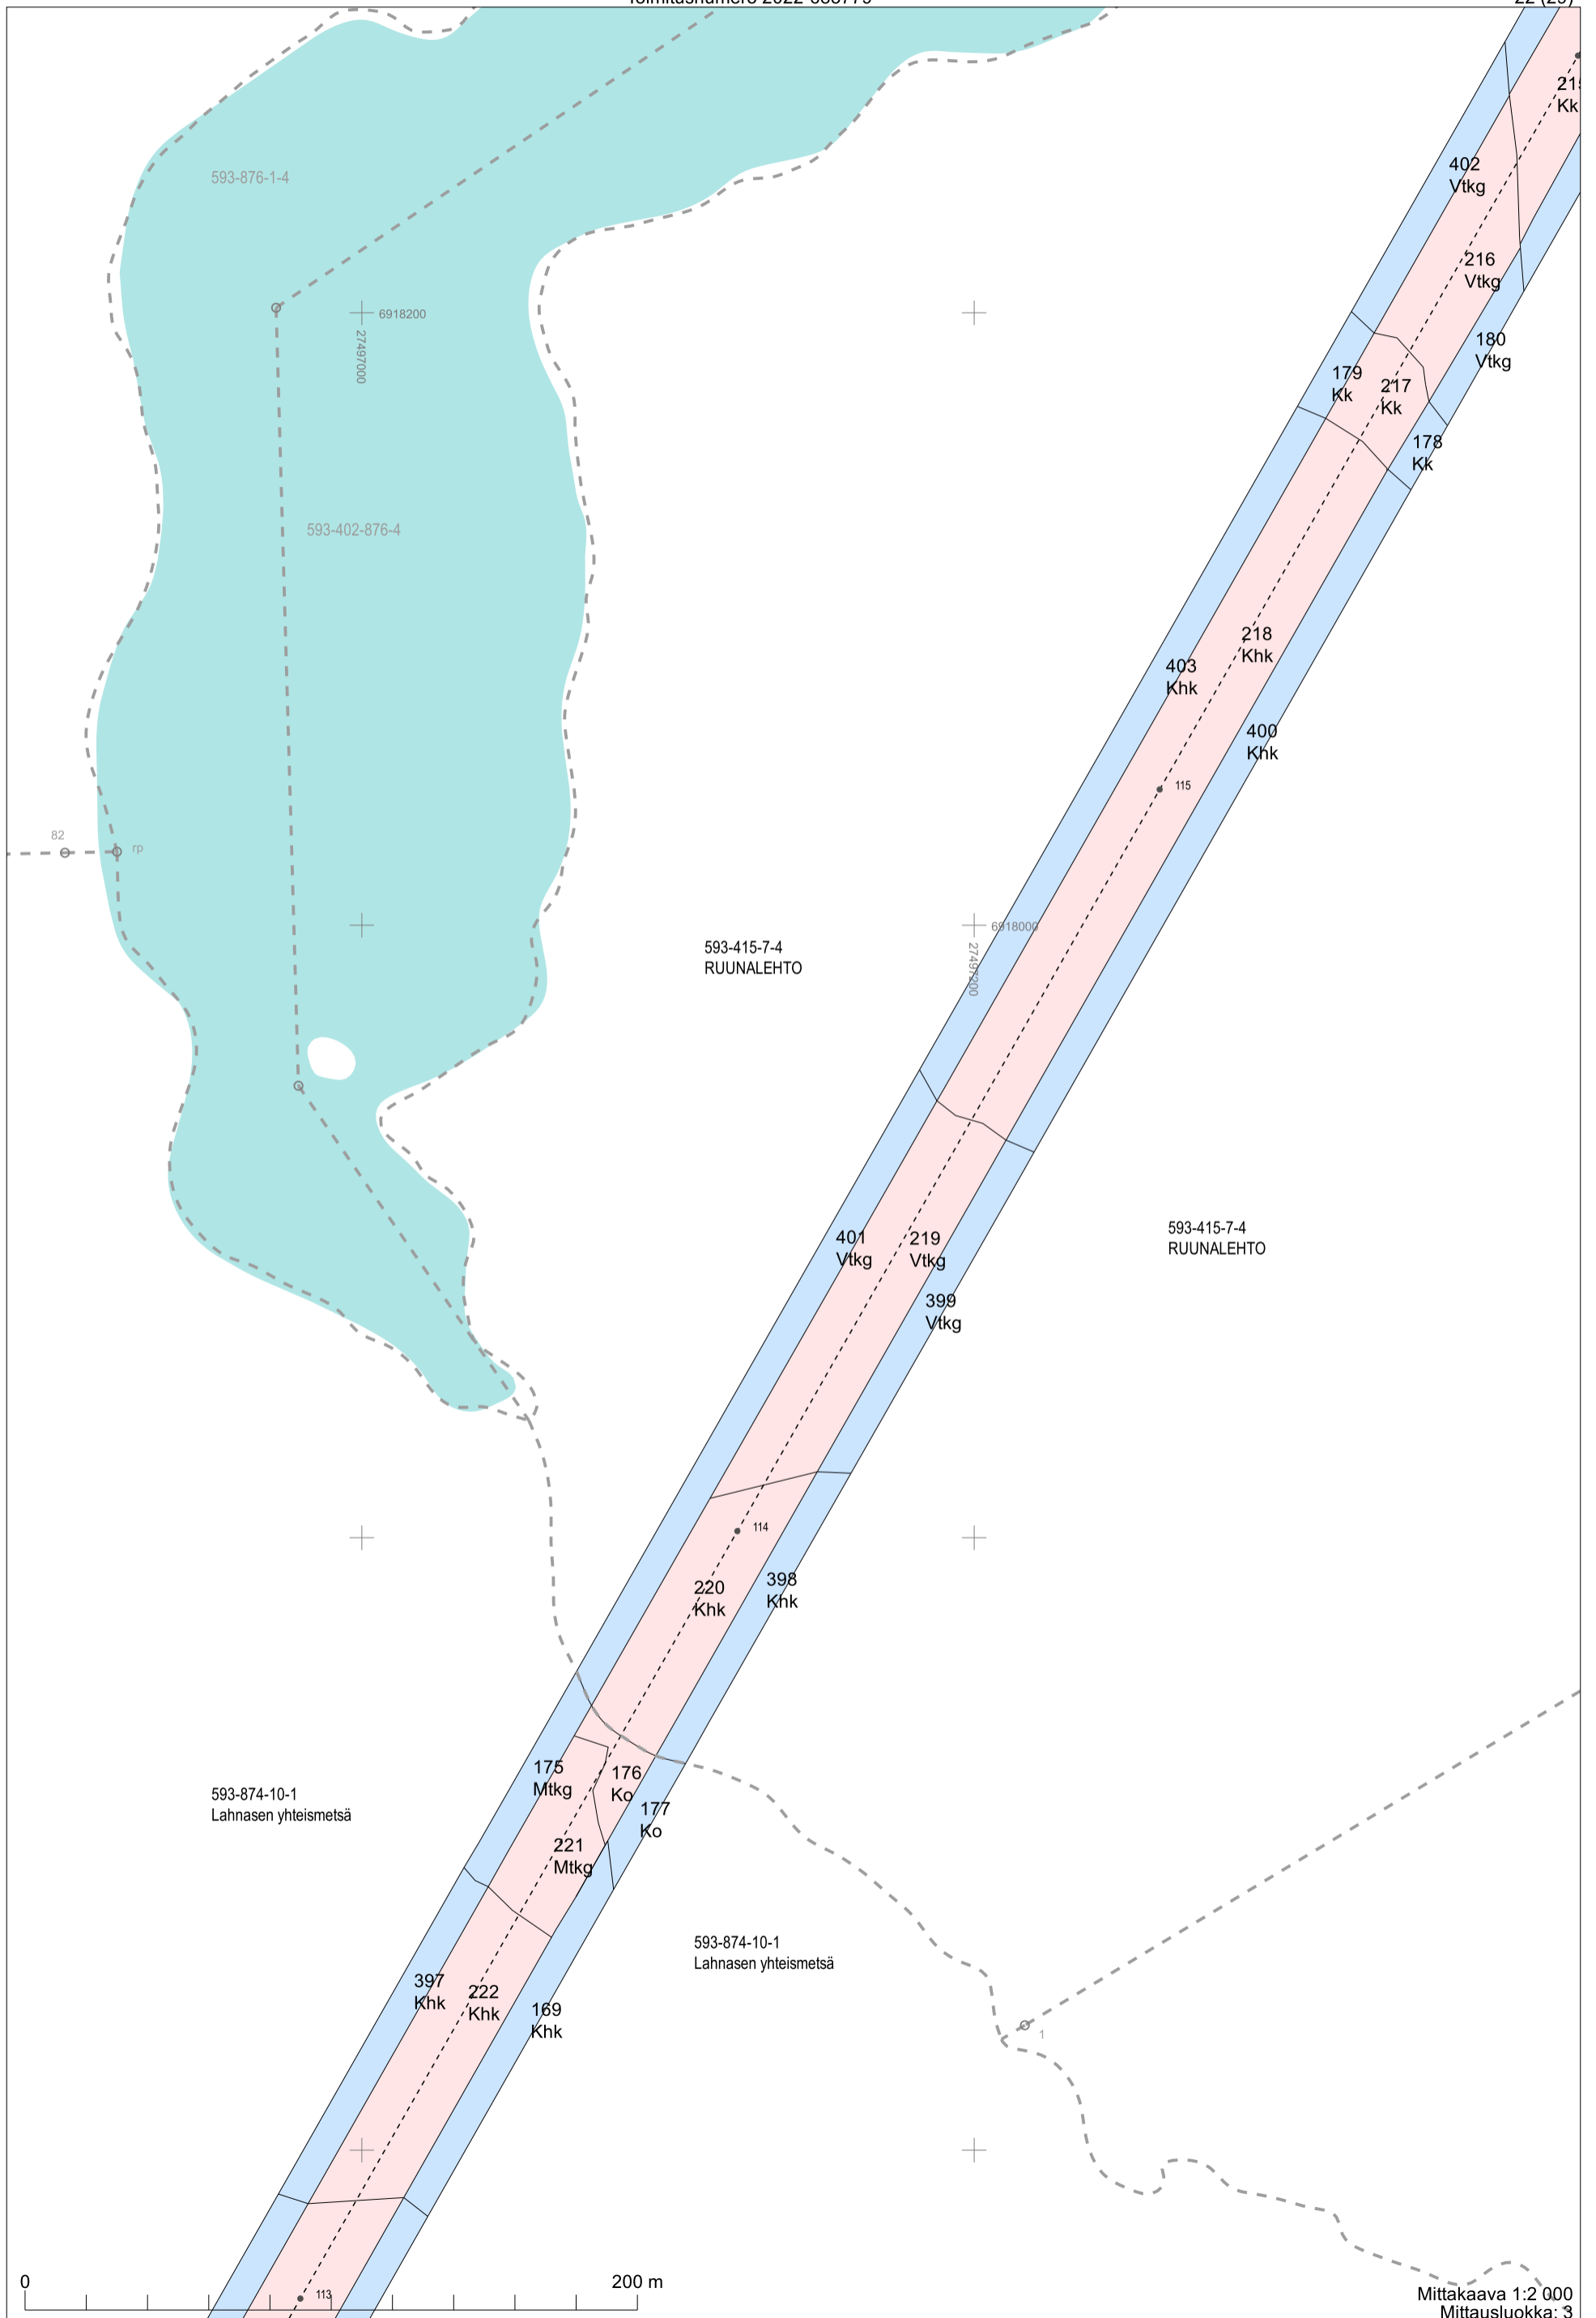 593-876-1-4
402
Vtkg
216
Vtkg
6918200
27497000
180
Vtkg
179
Kk
217
Kk
178
Kk
593-402-876-4
218
Khk
403
Khk
400
Khk
115
82
rp
593-415-7-4
RUUNALEHTO
6918000
27497200
593-415-7-4
RUUNALEHTO
401
Vtkg
219
Vtkg
399
Vtkg
114
220
Khk
398
Khk
175
Mtkg
176
Ko
593-874-10-1
Lahnasen yhteismetsä
177
Ko
221
Mtkg
593-874-10-1
Lahnasen yhteismetsä
397
Khk
222
Khk
169
Khk
1
0
200 m
113
Mittakaava 1:2 000
Mittausluokka: 3